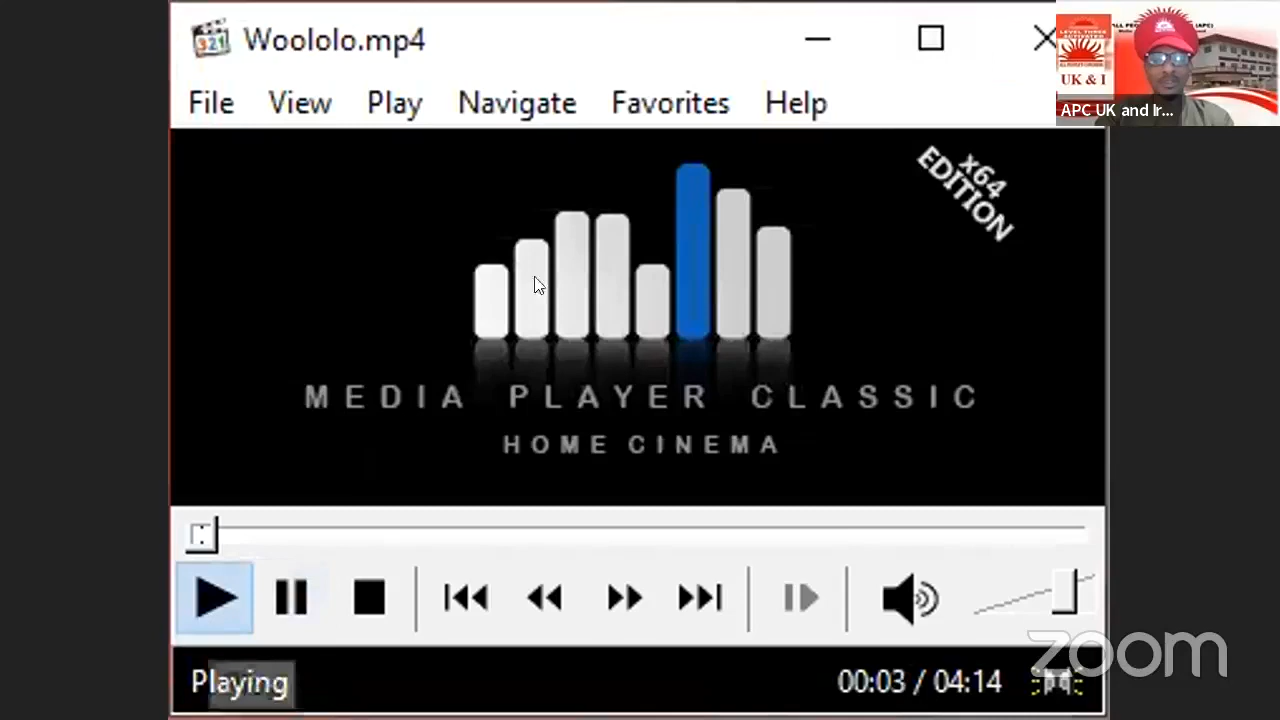 Woololo.mp4
File View Play Navigate Favorites Help
x64
EDITION
MEDIA PLAYER CLASSIC
HOME CINEMA
Playing
00:03 / 04:14
UK & I
APC UK and Ir...
zoom